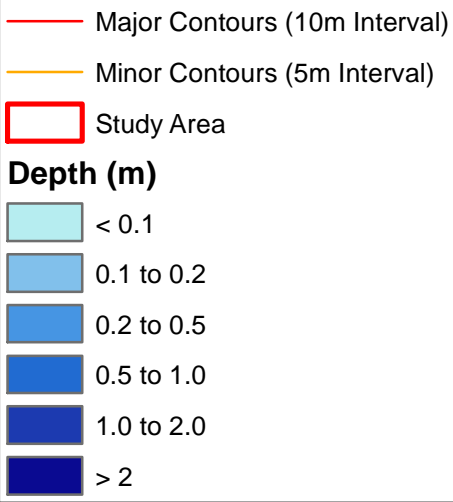 Major Contours (10m Interval)
Minor Contours (5m Interval)
Study Area
Depth (m)
< 0.1
0.1 to 0.2
0.2 to 0.5
0.5 to 1.0
1.0 to 2.0
> 2